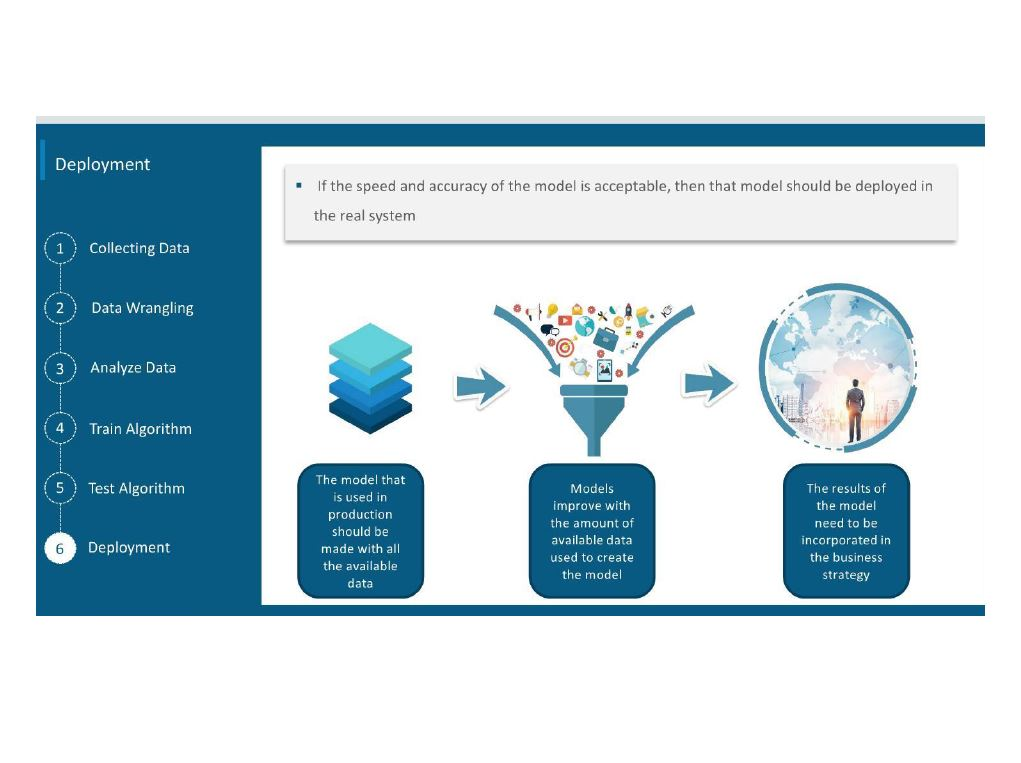 Deployment
1 Collecting Data
2 Data Wrangling
3 Analyze Data
4 Train Algorithm
5 Test Algorithm
6 Deployment
▪ If the speed and accuracy of the model is acceptable, then that model should be deployed in
the real system
The model that
is used in
production
should be
made with all
the available
data
Models
improve with
the amount of
available data
used to create
the model
The results of
the model
need to be
incorporated in
the business
strategy